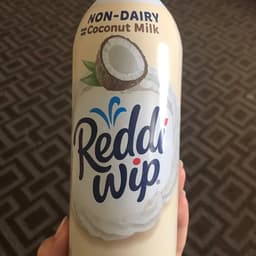 NON-DAIRY
Coconut Milk
Reddi
wip